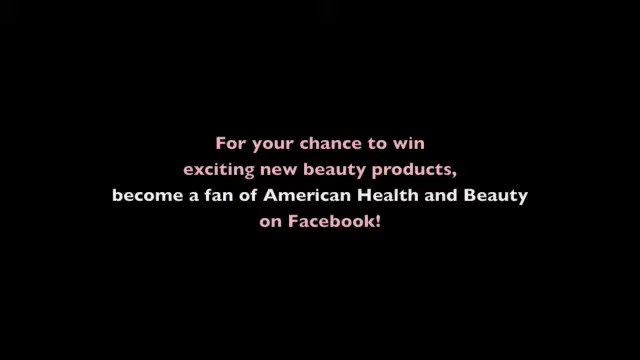 For your chance to win
exciting new beauty products,
become a fan of American Health and Beauty
on Facebook!